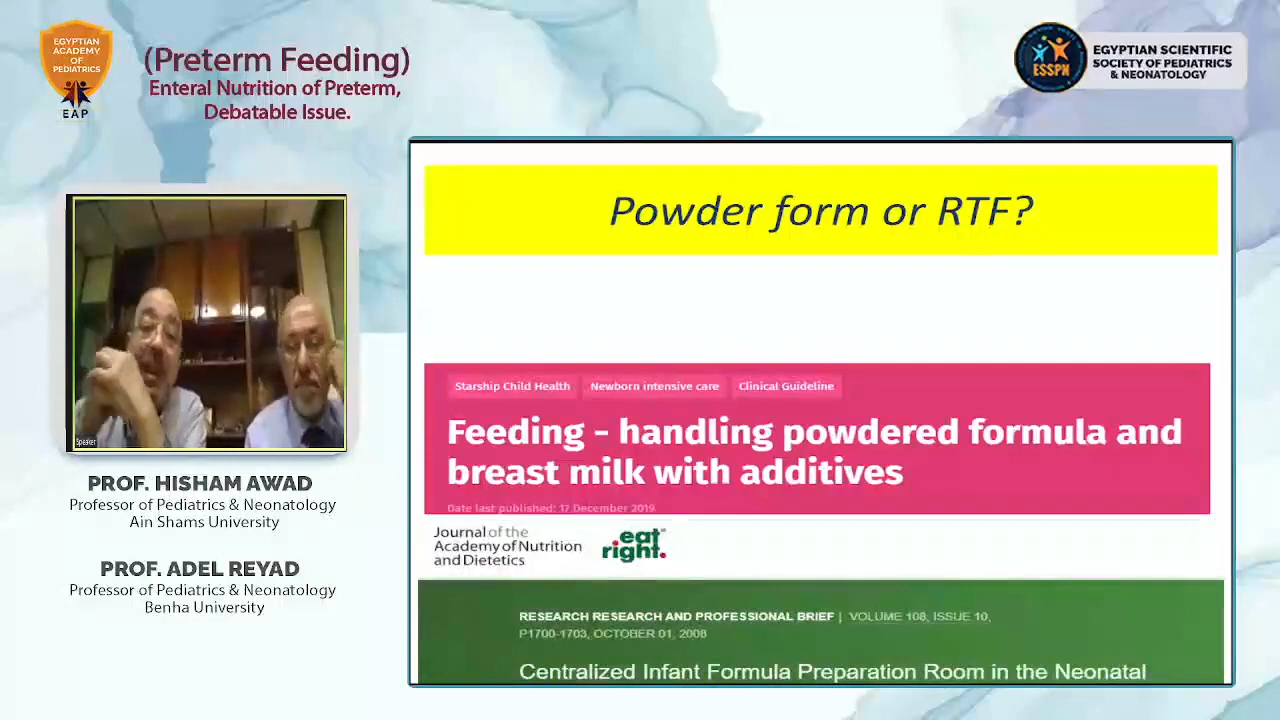 EGYPTIAN
ACADEMY
OF
PEDIATRICS
EAP
(Preterm Feeding)
Enteral Nutrition of Preterm,
Debatable Issue.
ESSPN
EGYPTIAN SCIENTIFIC
SOCIETY OF PEDIATRICS
& NEONATOLOGY
Speaker
PROF. HISHAM AWAD
Professor of Pediatrics & Neonatology
Ain Shams University
PROF. ADEL REYAD
Professor of Pediatrics & Neonatology
Benha University
Powder form or RTF?
Starship Child Health Newborn intensive care Clinical Guideline
Feeding - handling powdered formula and
breast milk with additives
Date last published: 17 December 2019
Journal of the
Academy of Nutrition
and Dietetics
eat
right.
RESEARCH RESEARCH AND PROFESSIONAL BRIEF | VOLUME 108, ISSUE 10,
P1700-1703, OCTOBER 01, 2008
Centralized Infant Formula Preparation Room in the Neonatal